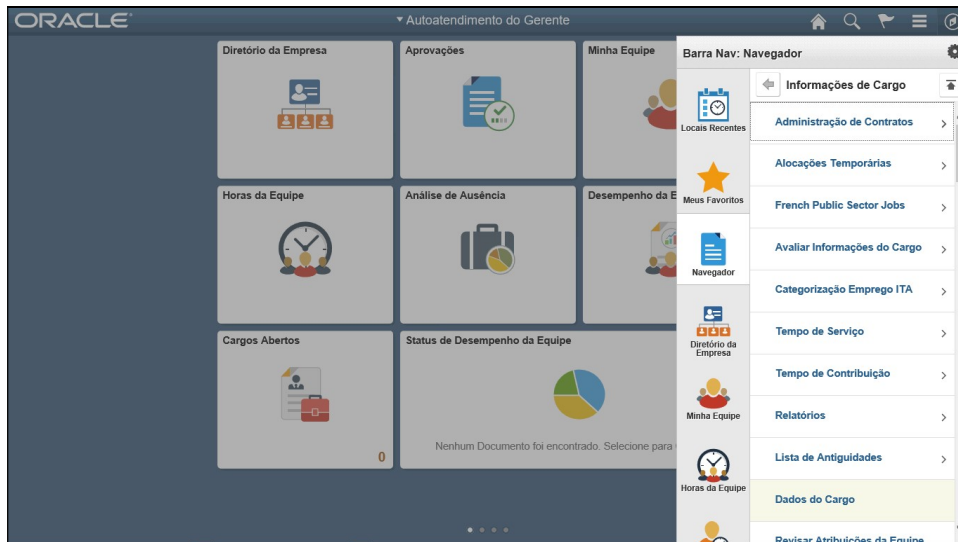 ORACLE
Autoatendimento do Gerente
Diretório da Empresa
Aprovações
Minha Equipe
Horas da Equipe
Análise de Ausência
Desempenho da E
Cargos Abertos
0
Status de Desempenho da Equipe
Nenhum Documento foi encontrado. Selecione para
Barra Nav: Navegador
Locais Recentes
Meus Favoritos
Navegador
Diretório da
Empresa
Minha Equipe
Horas da Equipe
Informações de Cargo
Administração de Contratos
Alocações Temporárias
French Public Sector Jobs
Avaliar Informações do Cargo
Categorização Emprego ITA
Tempo de Serviço
Tempo de Contribuição
Relatórios
Lista de Antiguidades
Dados do Cargo
Revisar Atribuições da Equipe